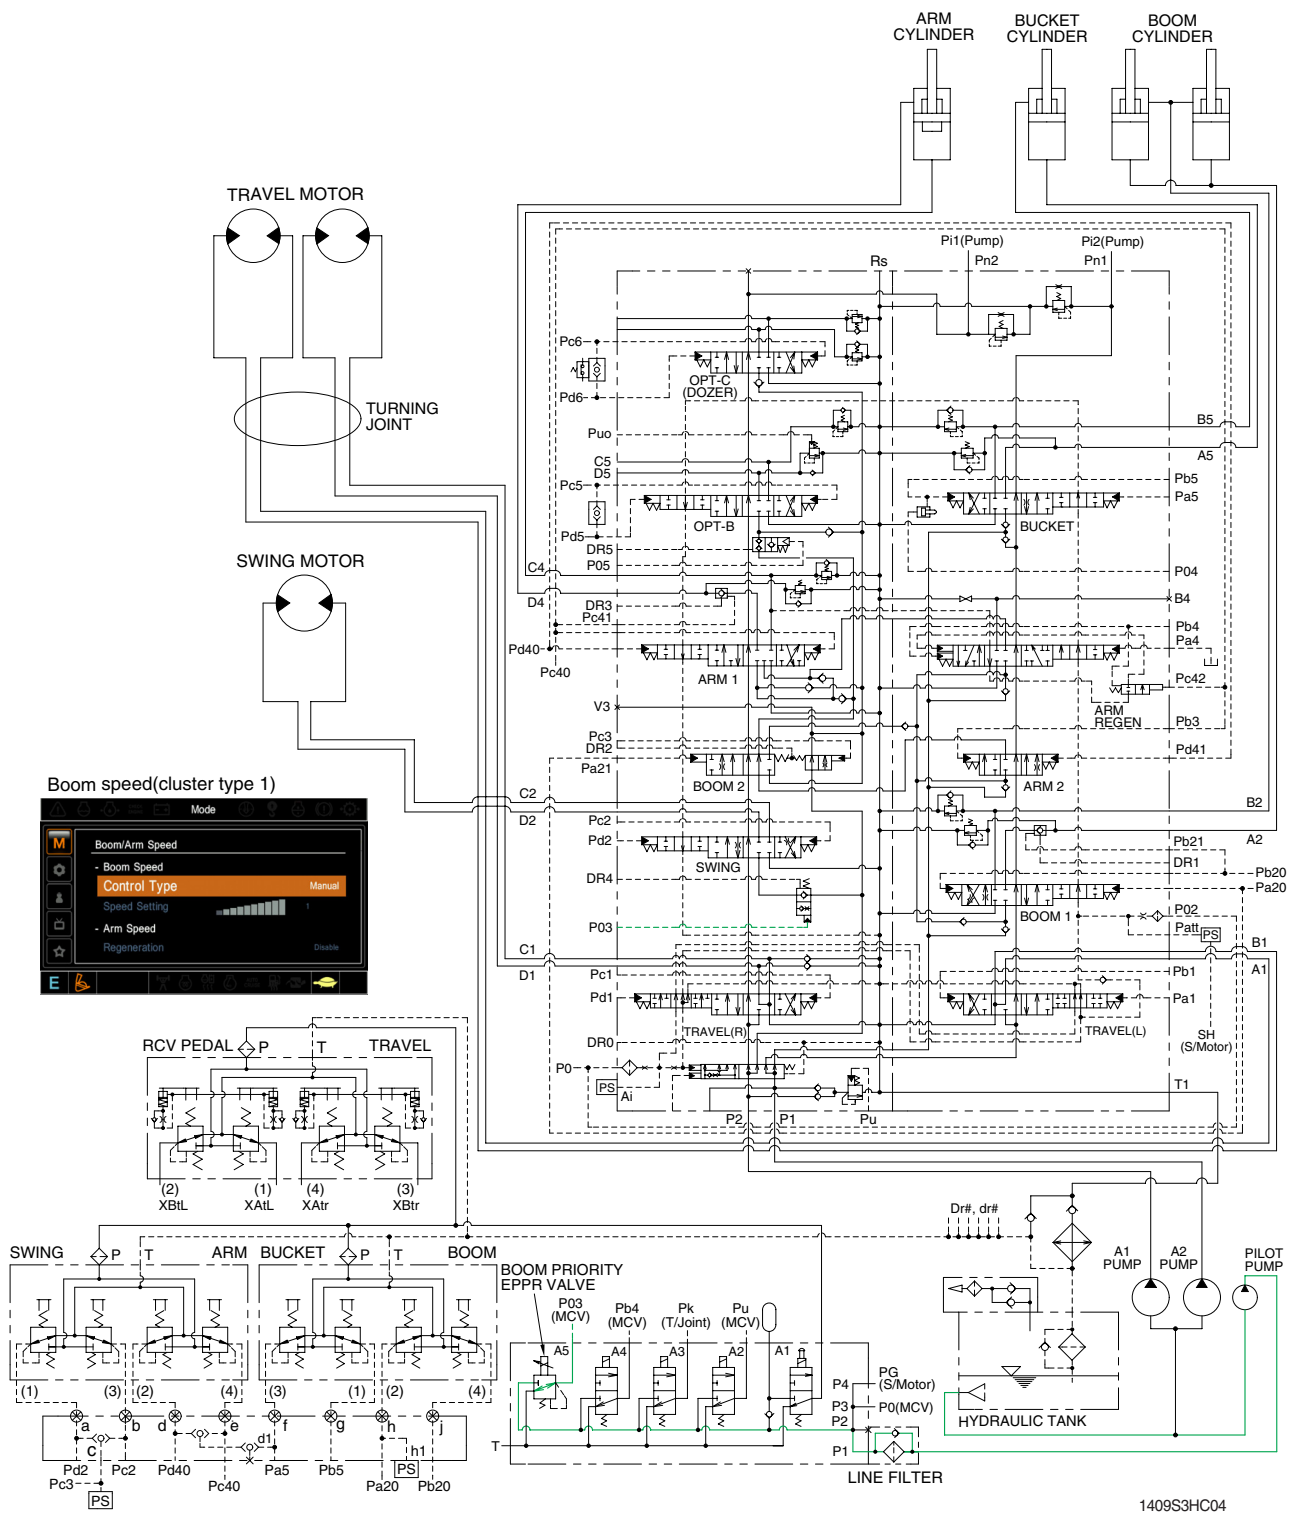 ARM
CYLINDER
BUCKET
CYLINDER
BOOM
CYLINDER
TRAVEL MOTOR
TURNING
JOINT
SWING MOTOR
Pi1(Pump)
Pi2(Pump)
Rs
Pn2
Pn1
Pc6
OPT-C
(DOZER)
Pd6
Puo
C5
D5
Pc5
OPT-B
Pd5
DR5
P05
B5
A5
Pb5
Pa5
BUCKET
P04
C4
D4
DR3
Pc41
Pd40
Pc40
ARM 1
B4
Pb4
Pa4
Pc42
ARM
REGEN
V3
Pc3
DR2
Pa21
BOOM 2
Pb3
Pd41
ARM 2
C2
D2
Pc2
Pd2
SWING
DR4
P03
B2
A2
Pb21
DR1
Pb20
Pa20
BOOM 1
P02
Patt
PS
C1
D1
Pc1
Pd1
TRAVEL(R)
DR0
B1
A1
Pb1
Pa1
TRAVEL(L)
SH
(S/Motor)
P0
PS
Ai
T1
P2
P1
Pu
Boom speed(cluster type 1)
Mode
M
Boom/Arm Speed
- Boom Speed
Control Type
Manual
Speed Setting
1
- Arm Speed
Regeneration
Disable
E
RCV PEDAL
P
T
TRAVEL
(2)
XBtL
(1)
XAtL
(4)
XAtr
(3)
XBtr
SWING
P
T
ARM
BUCKET
P
T
BOOM
(1)
(3)
(2)
(4)
(3)
(1)
(2)
(4)
a
b
d
e
f
g
h
j
c
d1
h1
Pd2
Pc2
Pd40
Pc40
Pa5
Pb5
Pa20
PS
Pb20
Pc3
PS
BOOM PRIORITY
EPPR VALVE
P03
(MCV)
Pb4
(MCV)
Pk
(T/Joint)
Pu
(MCV)
A5
A4
A3
A2
A1
T
P4
PG
(S/Motor)
P3
P0(MCV)
P2
P1
LINE FILTER
Dr#, dr#
A1
PUMP
A2
PUMP
PILOT
PUMP
HYDRAULIC TANK
1409S3HC04